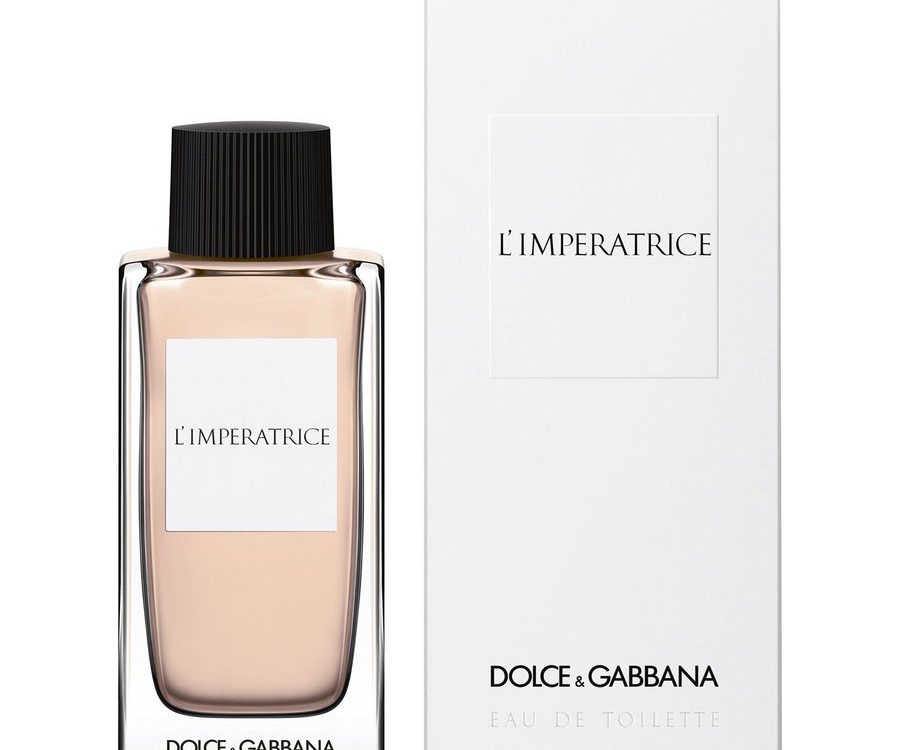 L'IMPERATRICE
DOLCE & GABBANA
L'IMPERATRICE
DOLCE & GABBANA
EAU DE TOILETTE